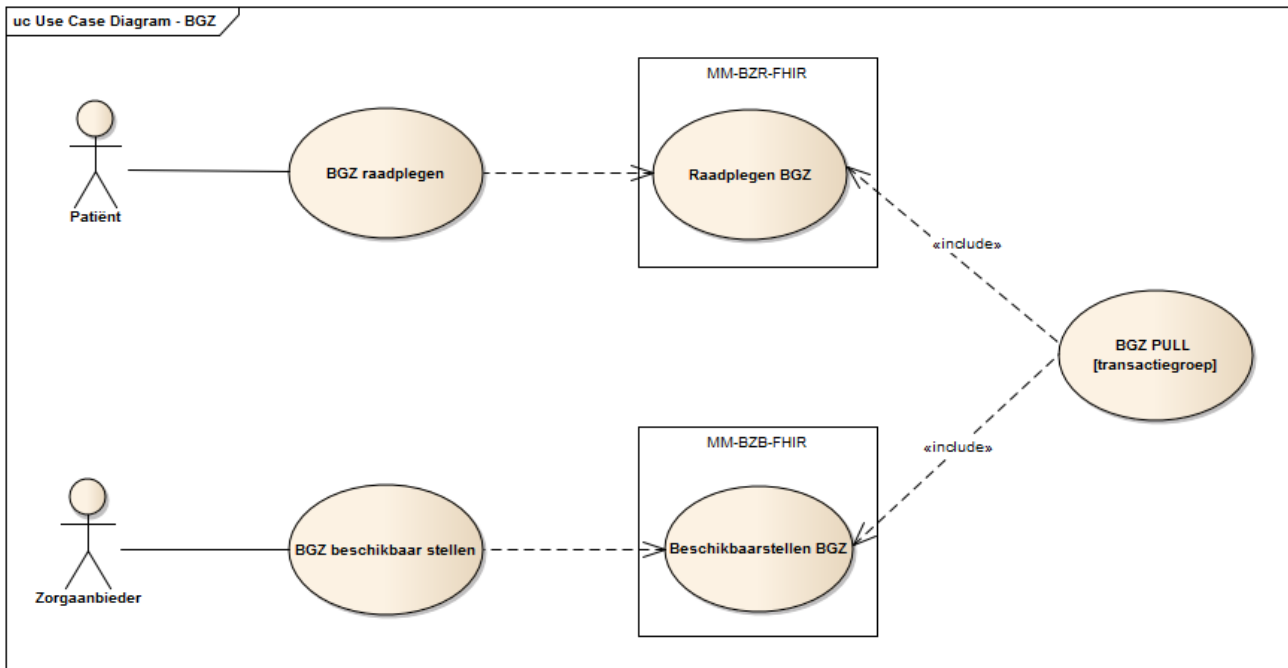 uc Use Case Diagram - BGZ
MM-BZR-FHIR
Patiënt
BGZ raadplegen
Raadplegen BGZ
«include»
BGZ PULL
[transactiegroep]
MM-BZB-FHIR
«include»
Zorgaanbieder
BGZ beschikbaar stellen
Beschikbaarstellen BGZ